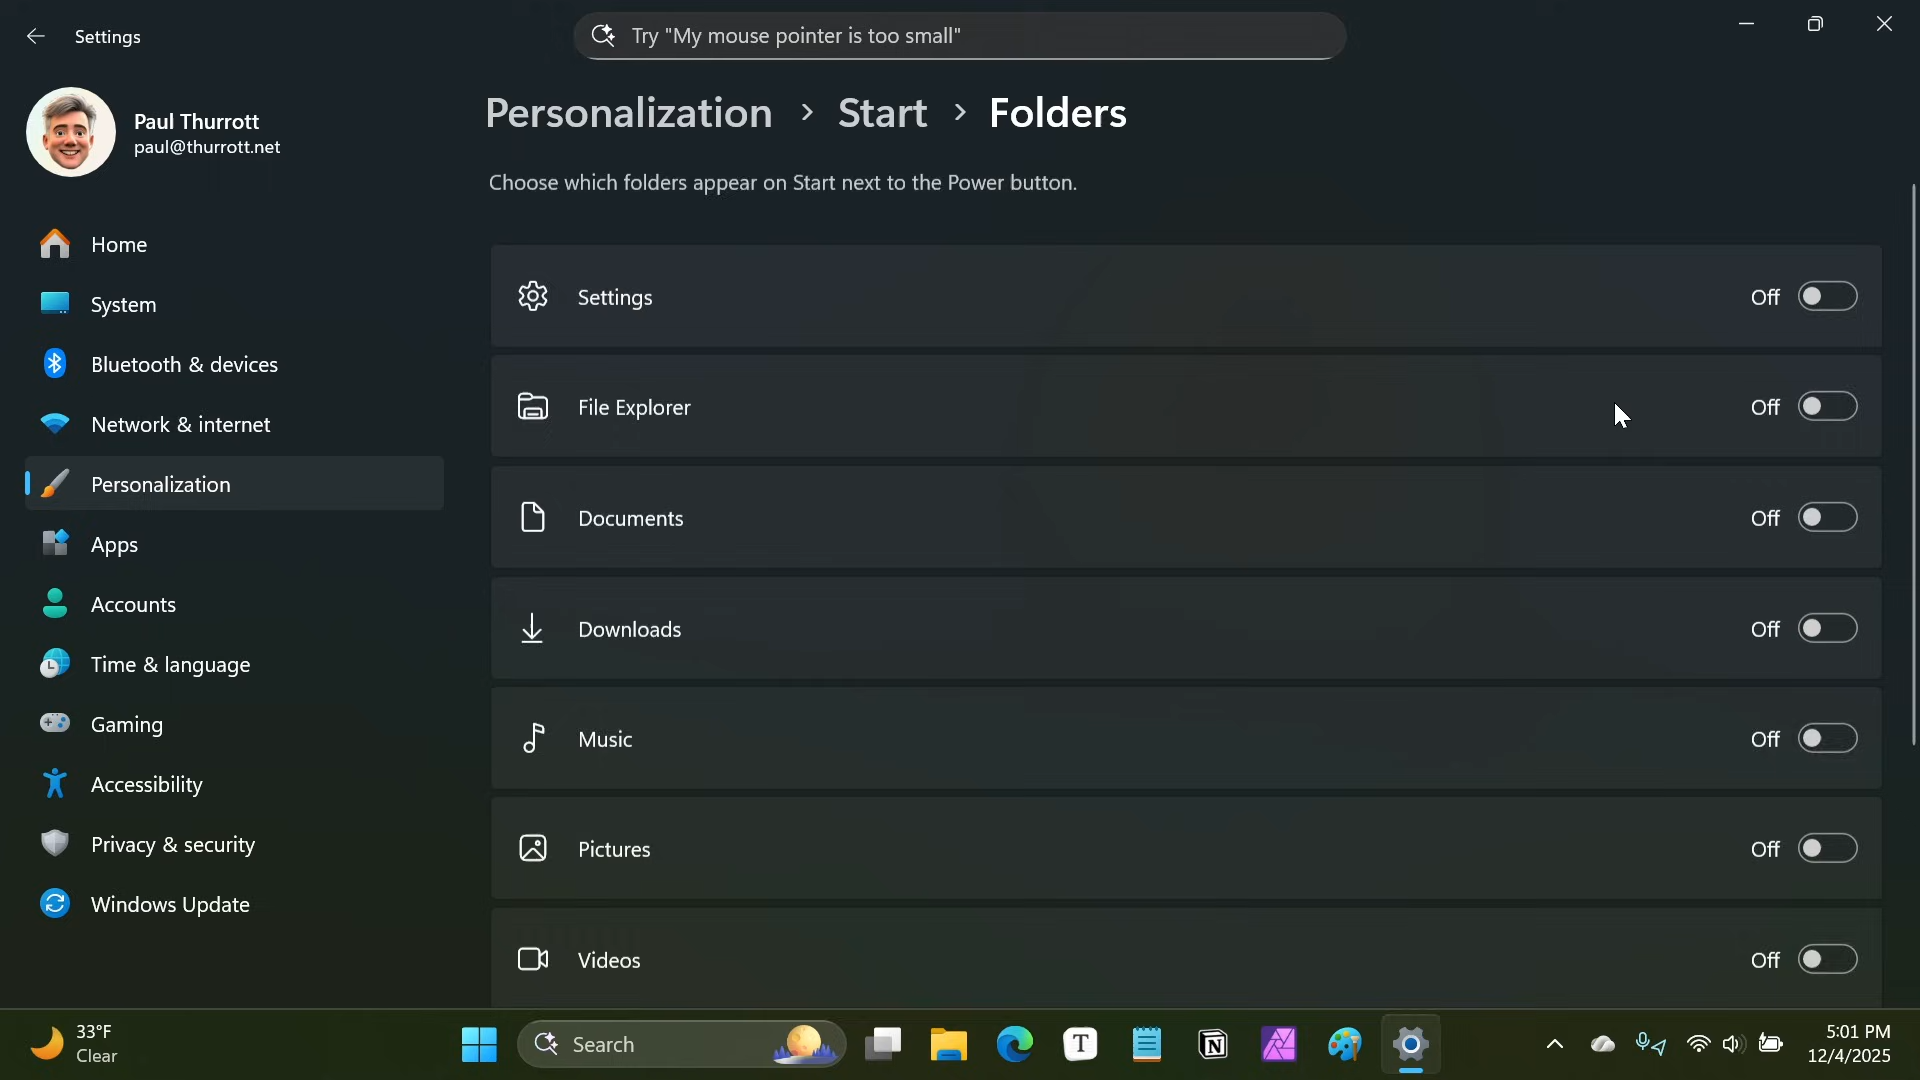 Settings
Try "My mouse pointer is too small"
Paul Thurrott
paul@thurrott.net
Home
System
Bluetooth & devices
Network & internet
Personalization
Apps
Accounts
Time & language
Gaming
Accessibility
Privacy & security
Windows Update
Personalization > Start > Folders
Choose which folders appear on Start next to the Power button.
Settings Off
File Explorer Off
Documents Off
Downloads Off
Music Off
Pictures Off
Videos Off
33°F
Clear
Search
T
N
5:01 PM
12/4/2025